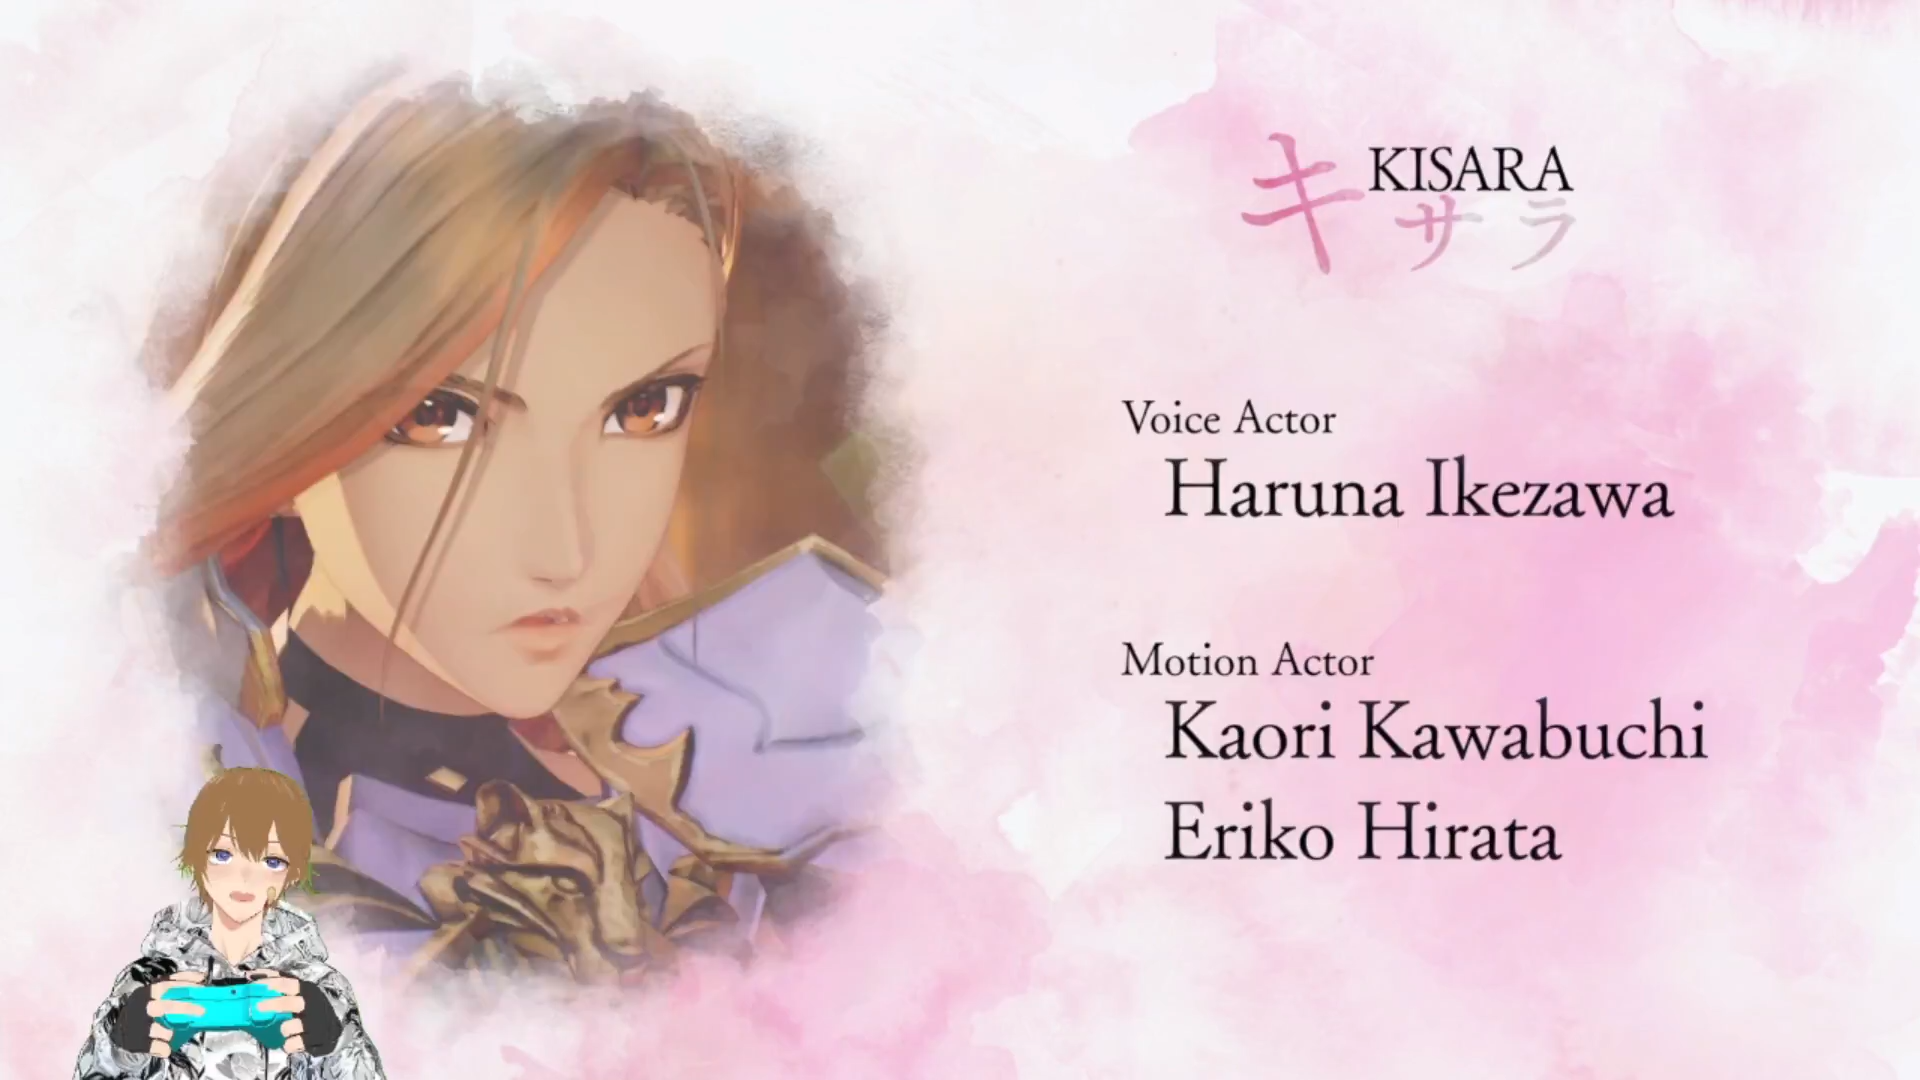 KISARA
キサラ
Voice Actor
Haruna Ikezawa
Motion Actor
Kaori Kawabuchi
Eriko Hirata